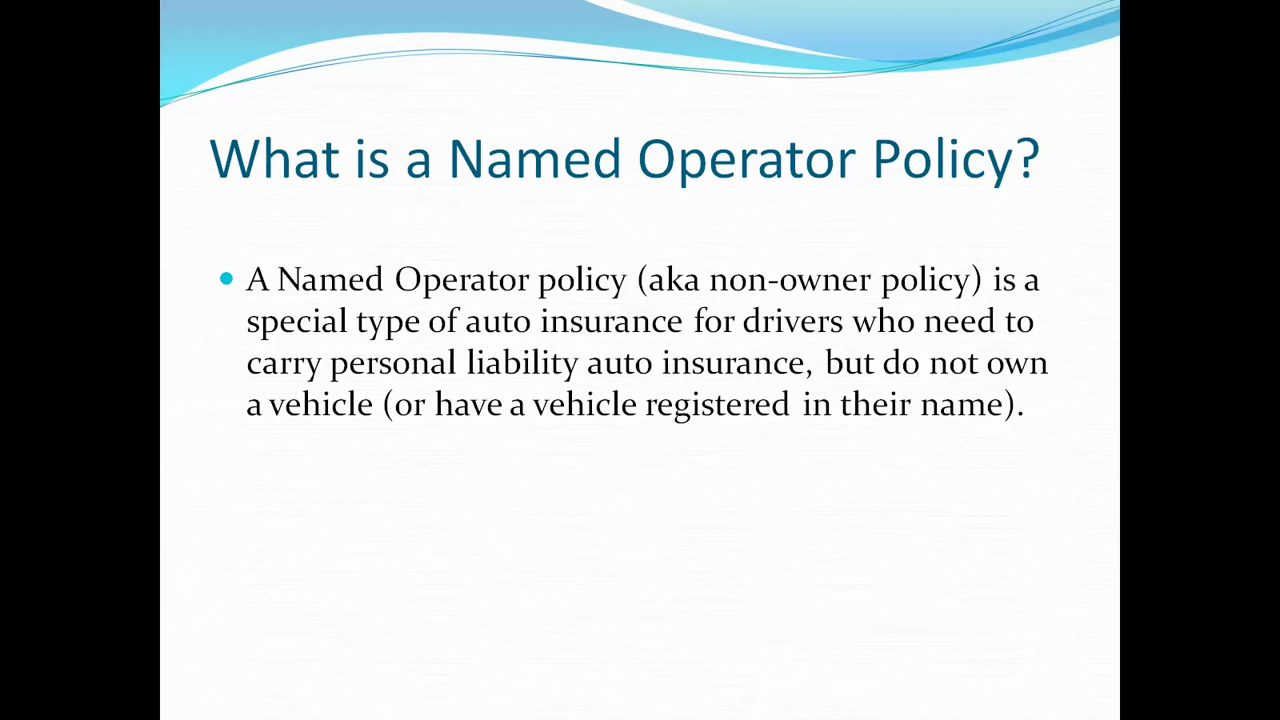 What is a Named Operator Policy?
• A Named Operator policy (aka non-owner policy) is a
special type of auto insurance for drivers who need to
carry personal liability auto insurance, but do not own
a vehicle (or have a vehicle registered in their name).